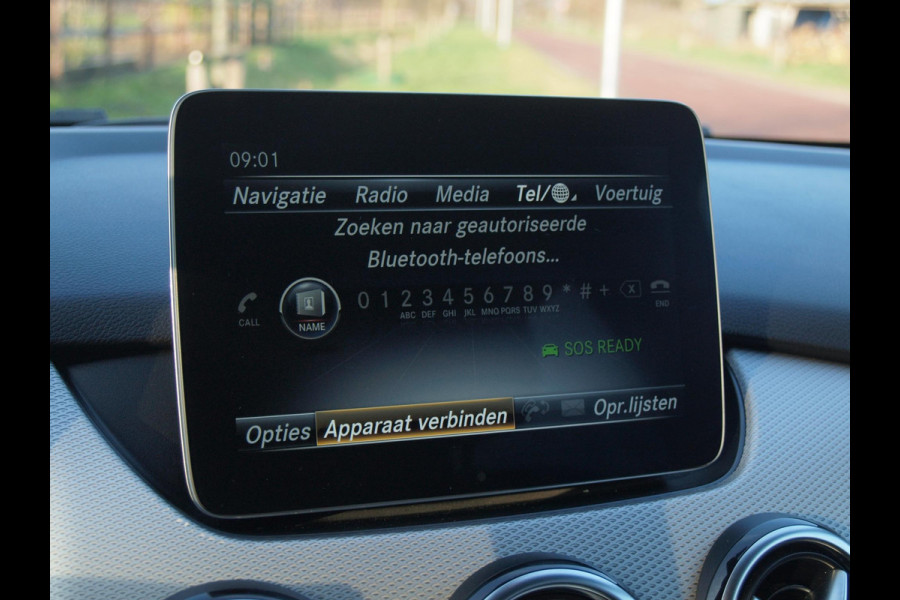 09:01
Navigatie Radio Media Tel/ Voertuig
Zoeken naar geautoriseerde
Bluetooth-telefoons...
CALL NAME 0 1 2 3 4 5 6 7 8 9 * # + X END
ABC DEF GHI JKL MNO PQRS TUV WXYZ
SOS READY
Opties Apparaat verbinden Opr.lijsten